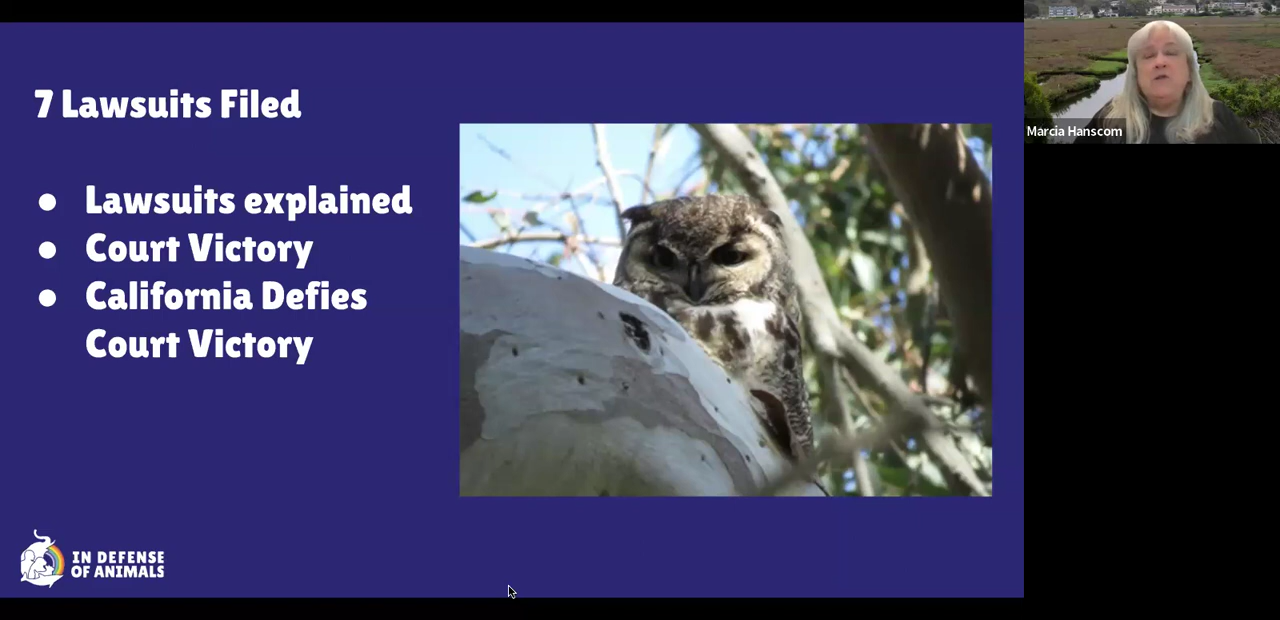 7 Lawsuits Filed
● Lawsuits explained
● Court Victory
● California Defies
Court Victory
IN DEFENSE
OF ANIMALS
Marcia Hanscom